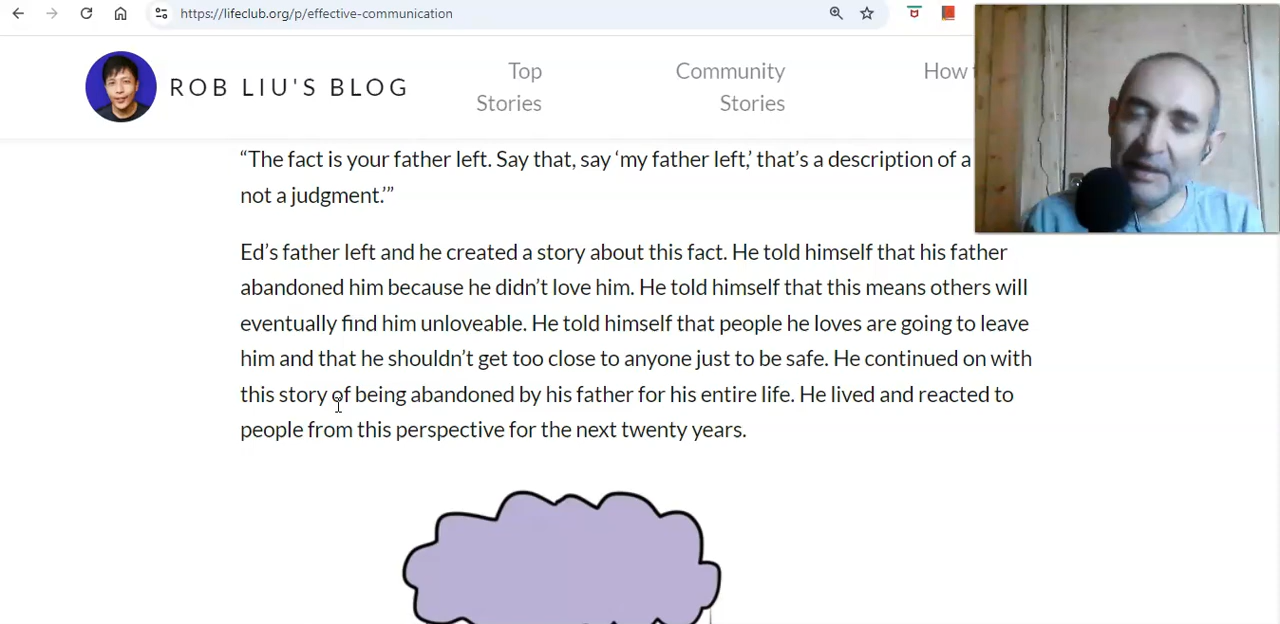 https://lifeclub.org/p/effective-communication
ROB LIU'S BLOG
Top
Stories
Community
Stories
How
“The fact is your father left. Say that, say ‘my father left,’ that’s a description of a
not a judgment.’”
Ed’s father left and he created a story about this fact. He told himself that his father
abandoned him because he didn’t love him. He told himself that this means others will
eventually find him unloveable. He told himself that people he loves are going to leave
him and that he shouldn’t get too close to anyone just to be safe. He continued on with
this story of being abandoned by his father for his entire life. He lived and reacted to
people from this perspective for the next twenty years.